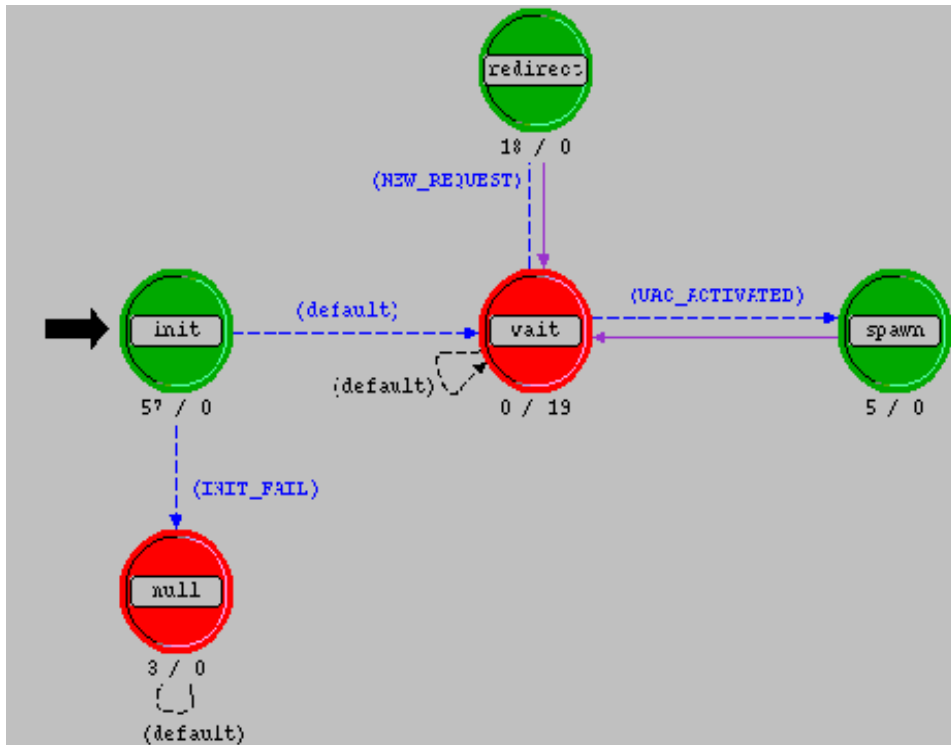 redirect
18 / 0
(NEW_REQUEST)
init
(default)
wait
(UAC_ACTIVATED)
spawn
(default)
57 / 0
0 / 19
5 / 0
(INIT_FAIL)
null
3 / 0
(default)